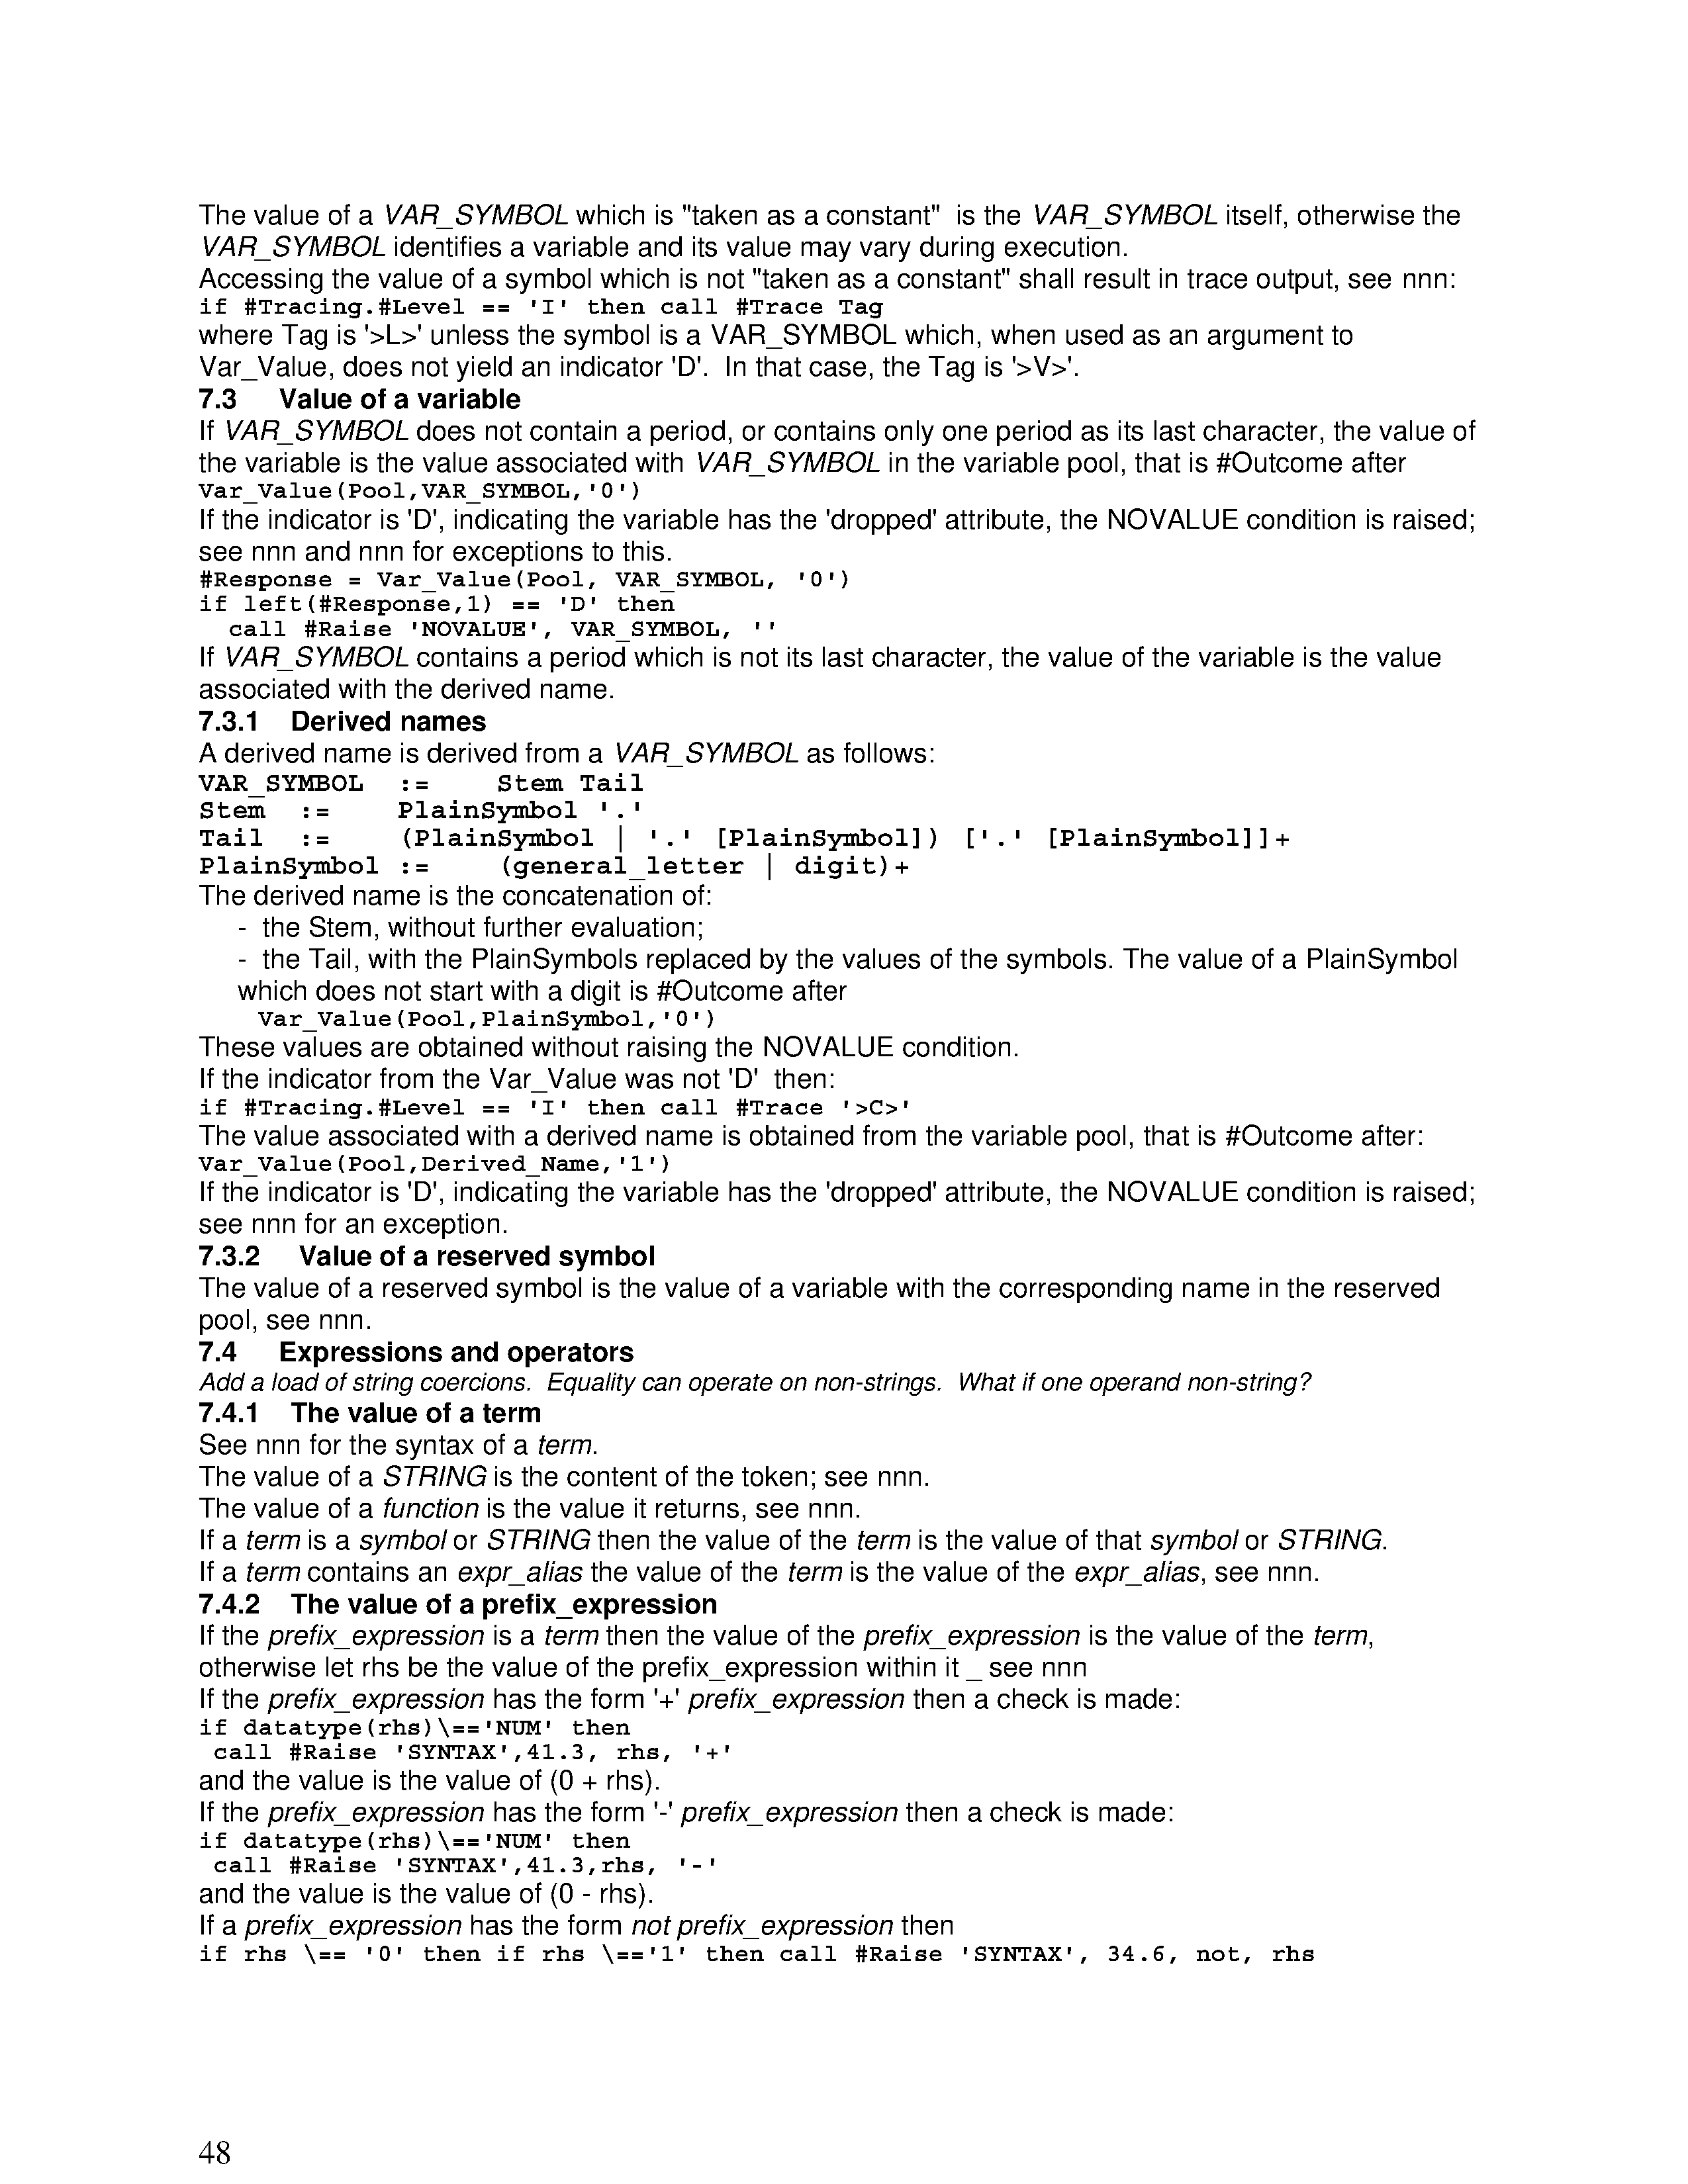 The value of a VAR_SYMBOL which is "taken as a constant"  is the VAR_SYMBOL itself, otherwise the
VAR_SYMBOL identifies a variable and its value may vary during execution.
Accessing the value of a symbol which is not "taken as a constant" shall result in trace output, see nnn:
if #Tracing.#Level == 'I' then call #Trace Tag
where Tag is '>L>' unless the symbol is a VAR_SYMBOL which, when used as an argument to
Var_Value, does not yield an indicator 'D'.  In that case, the Tag is '>V>'.
7.3    Value of a variable
If VAR_SYMBOL does not contain a period, or contains only one period as its last character, the value of
the variable is the value associated with VAR_SYMBOL in the variable pool, that is #Outcome after
Var_Value(Pool,VAR_SYMBOL,'0')
If the indicator is 'D', indicating the variable has the 'dropped' attribute, the NOVALUE condition is raised;
see nnn and nnn for exceptions to this.
#Response = Var_Value(Pool, VAR_SYMBOL, '0')
if left(#Response,1) == 'D' then
  call #Raise 'NOVALUE', VAR_SYMBOL, ''
If VAR_SYMBOL contains a period which is not its last character, the value of the variable is the value
associated with the derived name.
7.3.1   Derived names
A derived name is derived from a VAR_SYMBOL as follows:
VAR_SYMBOL  :=    Stem Tail
Stem  :=    PlainSymbol '.'
Tail  :=    (PlainSymbol | '.' [PlainSymbol]) ['.' [PlainSymbol]]+
PlainSymbol :=    (general_letter | digit)+
The derived name is the concatenation of:
-  the Stem, without further evaluation;
-  the Tail, with the PlainSymbols replaced by the values of the symbols. The value of a PlainSymbol
which does not start with a digit is #Outcome after
Var_Value(Pool,PlainSymbol,'0')
These values are obtained without raising the NOVALUE condition.
If the indicator from the Var_Value was not 'D'  then:
if #Tracing.#Level == 'I' then call #Trace '>C>'
The value associated with a derived name is obtained from the variable pool, that is #Outcome after:
Var_Value(Pool,Derived_Name,'1')
If the indicator is 'D', indicating the variable has the 'dropped' attribute, the NOVALUE condition is raised;
see nnn for an exception.
7.3.2    Value of a reserved symbol
The value of a reserved symbol is the value of a variable with the corresponding name in the reserved
pool, see nnn.
7.4    Expressions and operators
Add a load of string coercions.  Equality can operate on non-strings.  What if one operand non-string?
7.4.1   The value of a term
See nnn for the syntax of a term.
The value of a STRING is the content of the token; see nnn.
The value of a function is the value it returns, see nnn.
If a term is a symbol or STRING then the value of the term is the value of that symbol or STRING.
If a term contains an expr_alias the value of the term is the value of the expr_alias, see nnn.
7.4.2   The value of a prefix_expression
If the prefix_expression is a term then the value of the prefix_expression is the value of the term,
otherwise let rhs be the value of the prefix_expression within it _ see nnn
If the prefix_expression has the form '+' prefix_expression then a check is made:
if datatype(rhs)\=='NUM' then
 call #Raise 'SYNTAX',41.3, rhs, '+'
and the value is the value of (0 + rhs).
If the prefix_expression has the form '-' prefix_expression then a check is made:
if datatype(rhs)\=='NUM' then
 call #Raise 'SYNTAX',41.3,rhs, '-'
and the value is the value of (0 - rhs).
If a prefix_expression has the form not prefix_expression then
if rhs \== '0' then if rhs \=='1' then call #Raise 'SYNTAX', 34.6, not, rhs
48